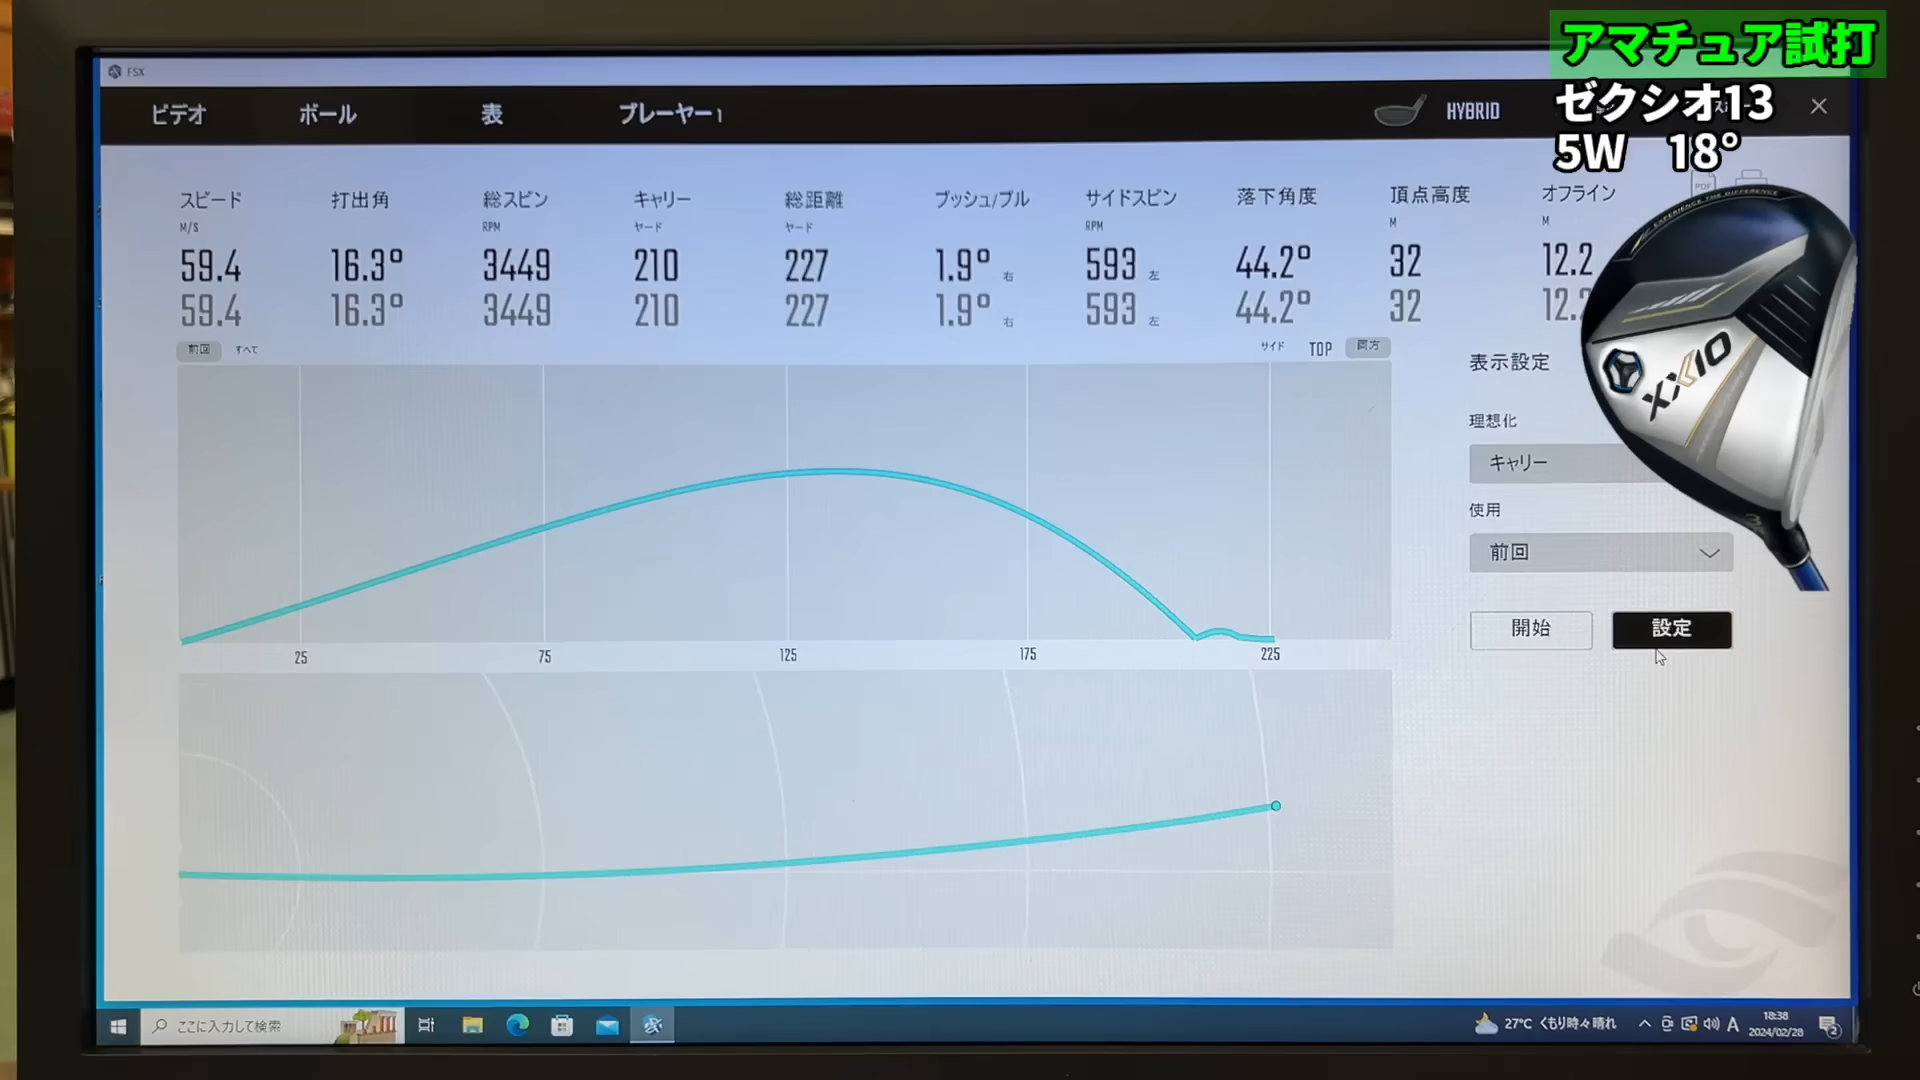 アマチュア試打
ゼクシオ13
5W 18°
FSX
ビデオ ボール 表 プレーヤー1 HYBRID
スピード 打出角 総スピン キャリー 総距離 プッシュ/プル サイドスピン 落下角度 頂点高度 オフライン
M/S RPM ヤード ヤード RPM M M
59.4 16.3° 3449 210 227 1.9° 右 593 左 44.2° 32 12.2
59.4 16.3° 3449 210 227 1.9° 右 593 左 44.2° 32 12.2
前回 すべて サイド TOP 両方
表示設定
理想化
キャリー
使用
前回
開始 設定
25 75 125 175 225
EXPERIENCE THE DIFFERENCE
XXIO
PDF
ここに入力して検索
27°C くもり時々晴れ A 18:38
2024/02/28
2